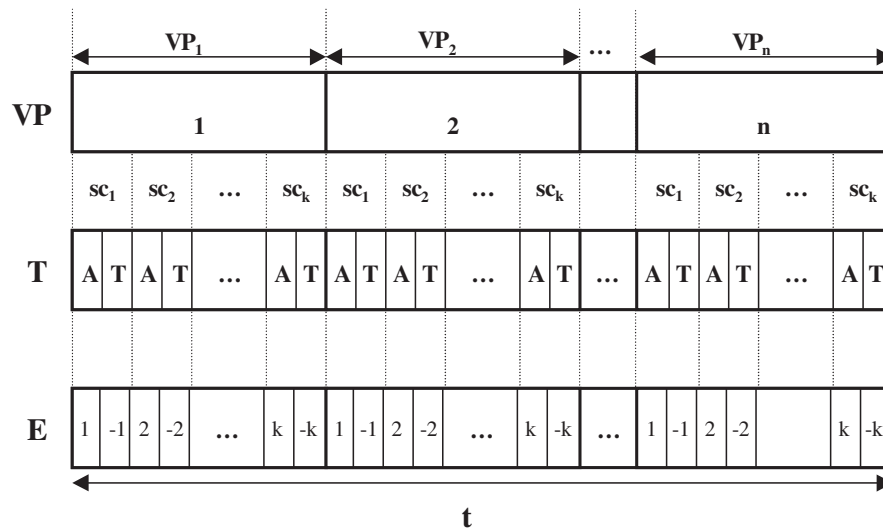 VP₁ VP₂ ... VPₙ
VP 1 2 n
sc₁ sc₂ ... scₖ sc₁ sc₂ ... scₖ sc₁ sc₂ ... scₖ
T A T A T ... A T A T A T ... A T ... A T A T ... A T
E 1 -1 2 -2 ... k -k 1 -1 2 -2 ... k -k ... 1 -1 2 -2 k -k
t